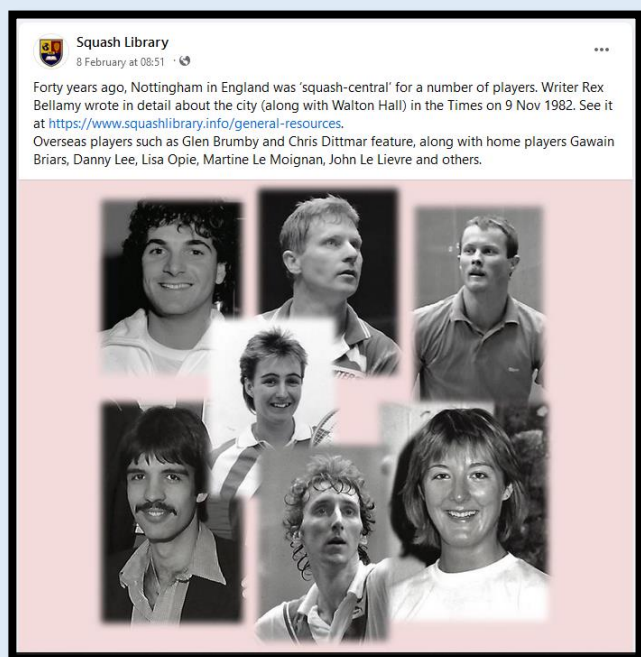 Squash Library
8 February at 08:51 ·
Forty years ago, Nottingham in England was 'squash-central' for a number of players. Writer Rex
Bellamy wrote in detail about the city (along with Walton Hall) in the Times on 9 Nov 1982. See it
at https://www.squashlibrary.info/general-resources.
Overseas players such as Glen Brumby and Chris Dittmar feature, along with home players Gawain
Briars, Danny Lee, Lisa Opie, Martine Le Moignan, John Le Lievre and others.